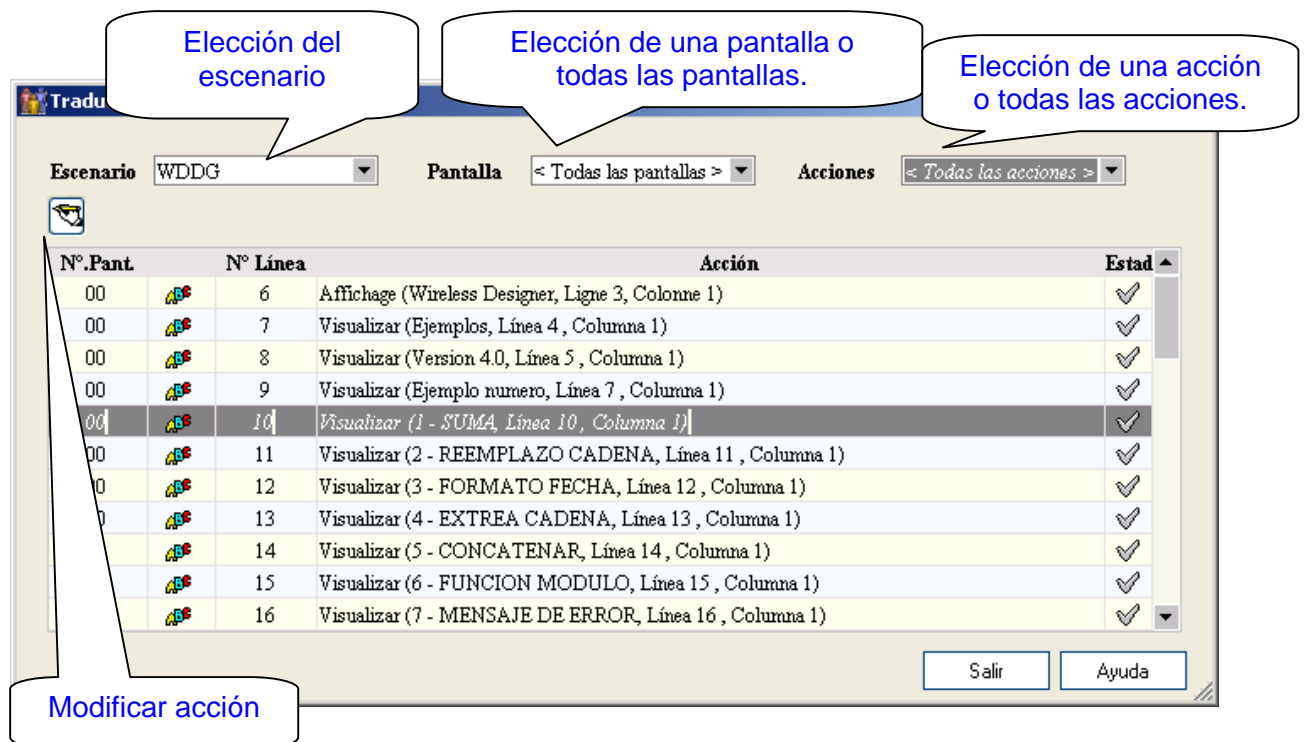 Elección del
escenario
Elección de una pantalla o
todas las pantallas.
Elección de una acción
o todas las acciones.
Tradu
Escenario WDDG Pantalla < Todas las pantallas > Acciones < Todas las acciones >
N°.Pant. N° Línea Acción Estad
00 6 Affichage (Wireless Designer, Ligne 3, Colonne 1)
00 7 Visualizar (Ejemplos, Línea 4 , Columna 1)
00 8 Visualizar (Version 4.0, Línea 5 , Columna 1)
00 9 Visualizar (Ejemplo numero, Línea 7 , Columna 1)
00 10 Visualizar (1 - SUMA, Línea 10 , Columna 1)
00 11 Visualizar (2 - REEMPLAZO CADENA, Línea 11 , Columna 1)
00 12 Visualizar (3 - FORMATO FECHA, Línea 12 , Columna 1)
0 13 Visualizar (4 - EXTREA CADENA, Línea 13 , Columna 1)
14 Visualizar (5 - CONCATENAR, Línea 14 , Columna 1)
15 Visualizar (6 - FUNCION MODULO, Línea 15 , Columna 1)
16 Visualizar (7 - MENSAJE DE ERROR, Línea 16 , Columna 1)
Salir Ayuda
Modificar acción